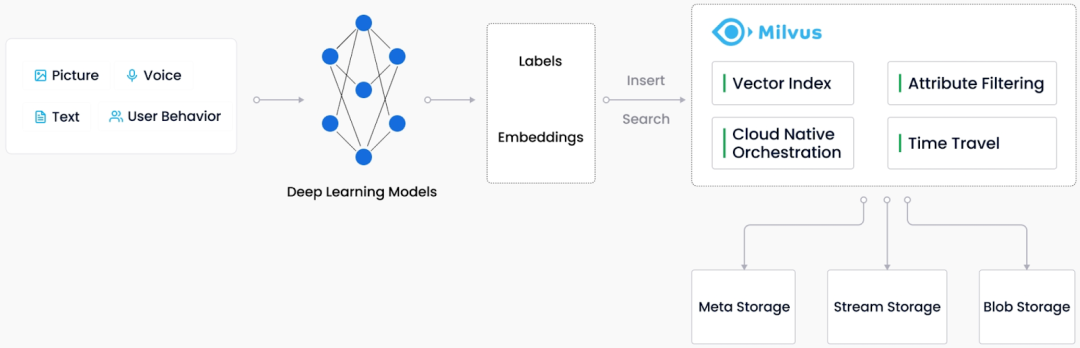 Picture
Voice
Text
User Behavior
Deep Learning Models
Labels
Embeddings
Insert
Search
Milvus
Vector Index
Attribute Filtering
Cloud Native
Orchestration
Time Travel
Meta Storage
Stream Storage
Blob Storage